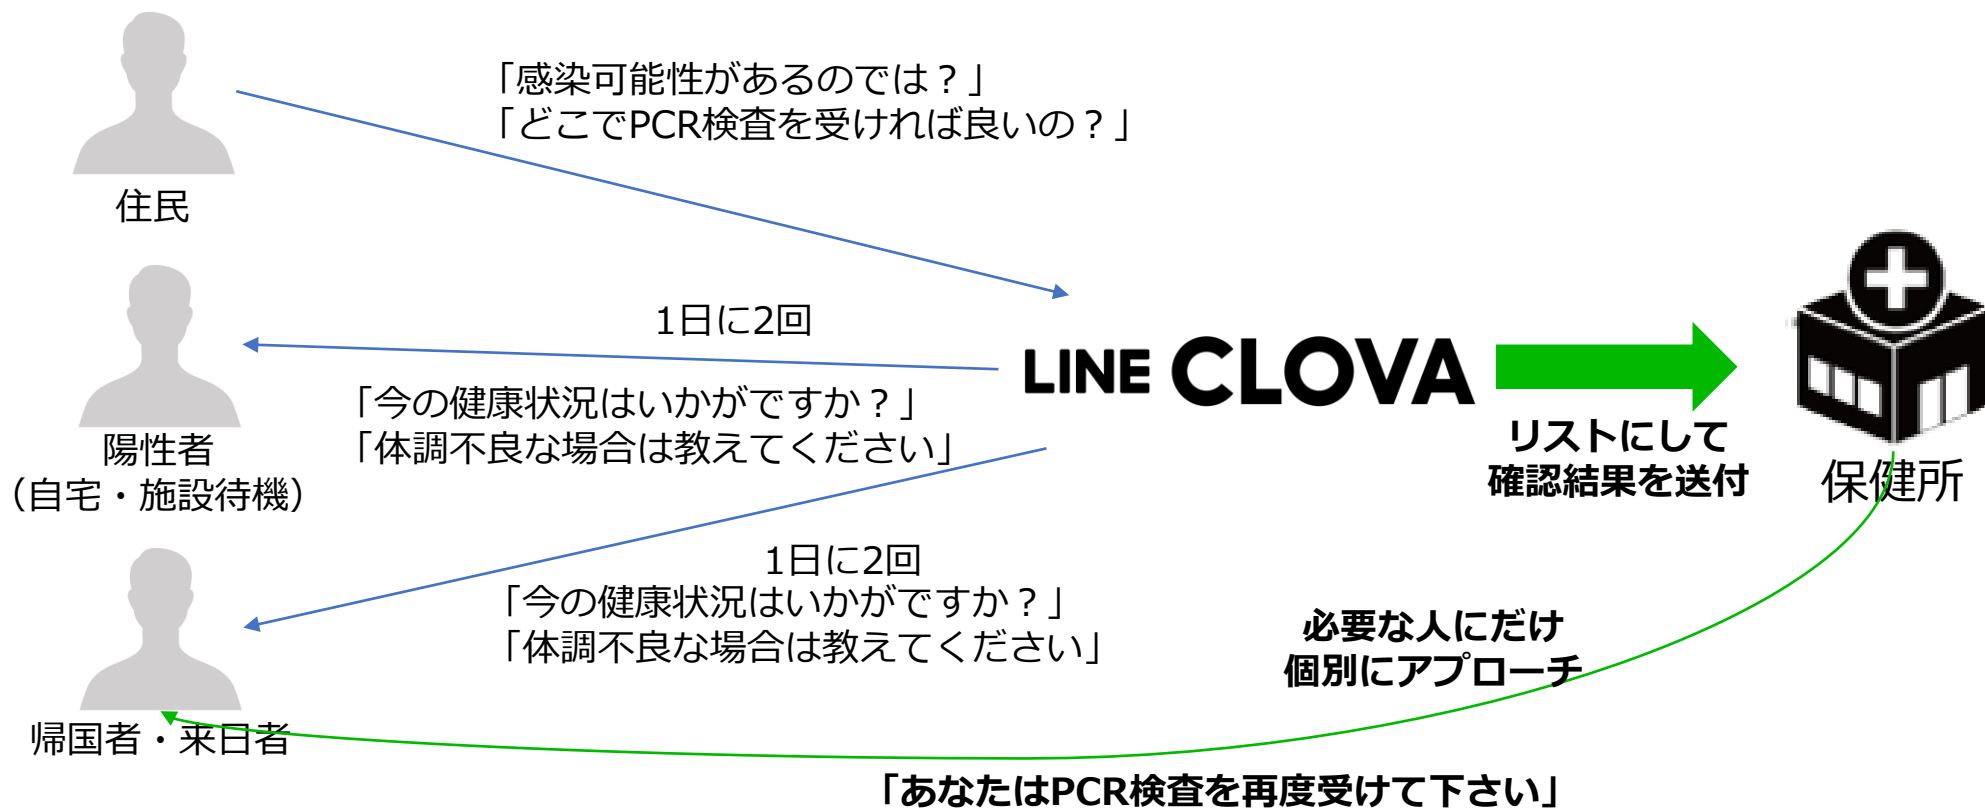 「感染可能性があるのでは？」
「どこでPCR検査を受ければ良いの？」
住民
1日に2回
「今の健康状況はいかがですか？」
「体調不良な場合は教えてください」
陽性者
（自宅・施設待機）
LINE CLOVA
リストにして
確認結果を送付
保健所
1日に2回
「今の健康状況はいかがですか？」
「体調不良な場合は教えてください」
帰国者・来日者
必要な人にだけ
個別にアプローチ
「あなたはPCR検査を再度受けて下さい」